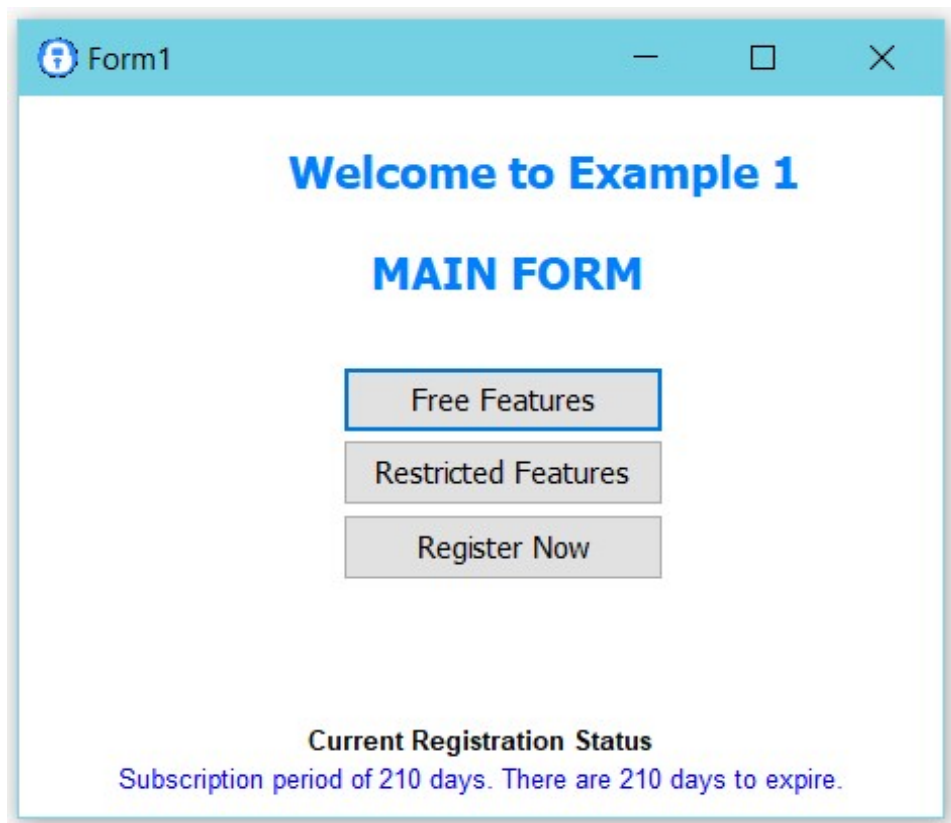 Form1
Welcome to Example 1
MAIN FORM
Free Features
Restricted Features
Register Now
Current Registration Status
Subscription period of 210 days. There are 210 days to expire.